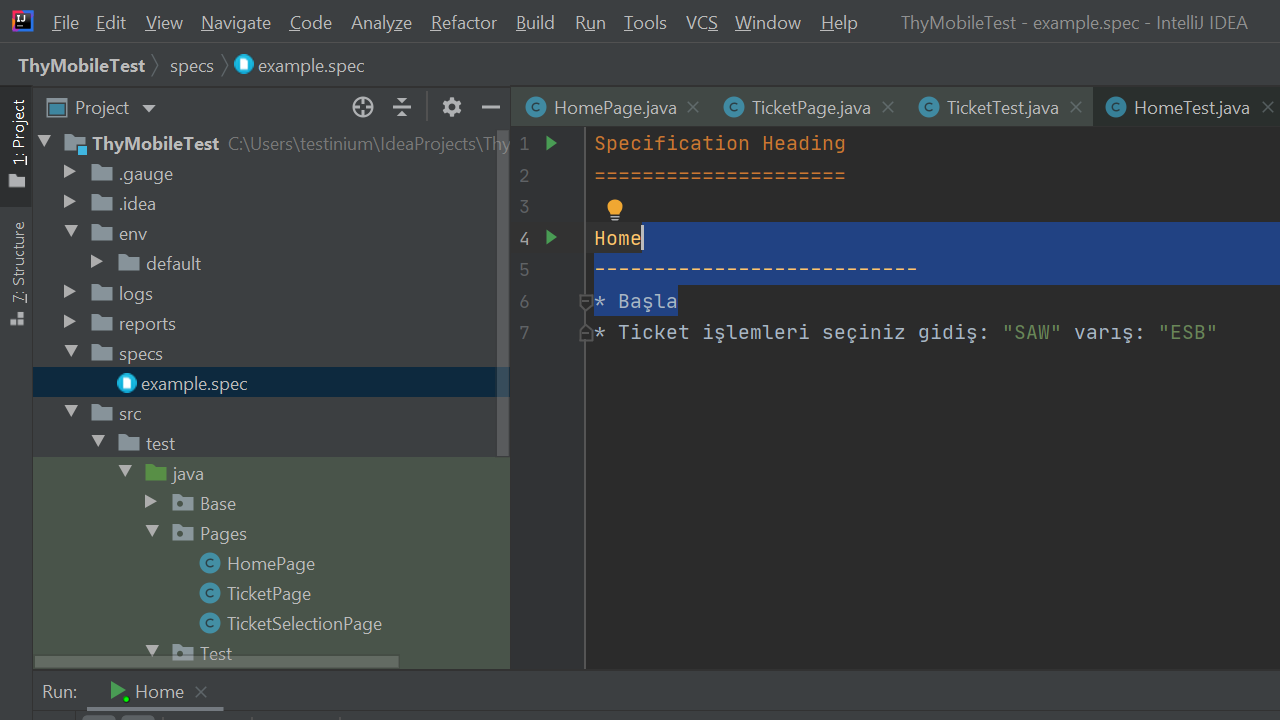 File Edit View Navigate Code Analyze Refactor Build Run Tools VCS Window Help ThyMobileTest - example.spec - IntelliJ IDEA
ThyMobileTest specs example.spec
1: Project
7: Structure
Project
ThyMobileTest C:\Users\testinium\IdeaProjects\Thy
.gauge
.idea
env
default
logs
reports
specs
example.spec
src
test
java
Base
Pages
HomePage
TicketPage
TicketSelectionPage
Test
HomePage.java TicketPage.java TicketTest.java HomeTest.java
1 Specification Heading
2 =====================
3
4 Home
5 ---------------------------
6 * Başla
7 * Ticket işlemleri seçiniz gidiş: "SAW" varış: "ESB"
Run: Home